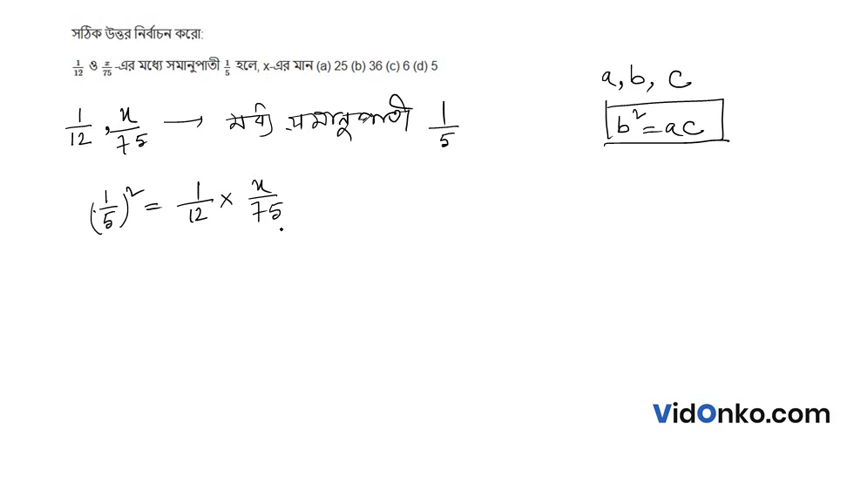 সঠিক উত্তর নির্বাচন করো:
1/12 ও x/75-এর মধ্যে সমানুপাতী 1/5 হলে, x-এর মান (a) 25 (b) 36 (c) 6 (d) 5
a, b, c
1/12, x/75 → মধ্য সমানুপাতী 1/5
b² = ac
(1/5)² = 1/12 × x/75
VidOnko.com